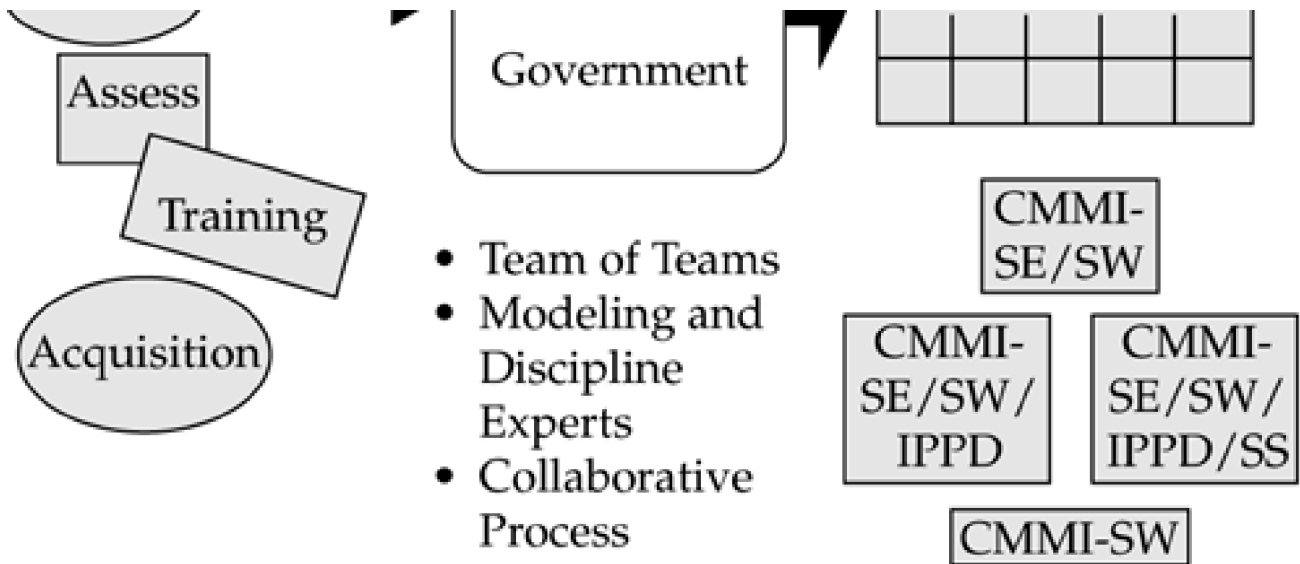 Assess
Training
Acquisition
Government
• Team of Teams
• Modeling and
Discipline
Experts
• Collaborative
Process
CMMI-
SE/SW
CMMI-
SE/SW/
IPPD
CMMI-
SE/SW/
IPPD/SS
CMMI-SW